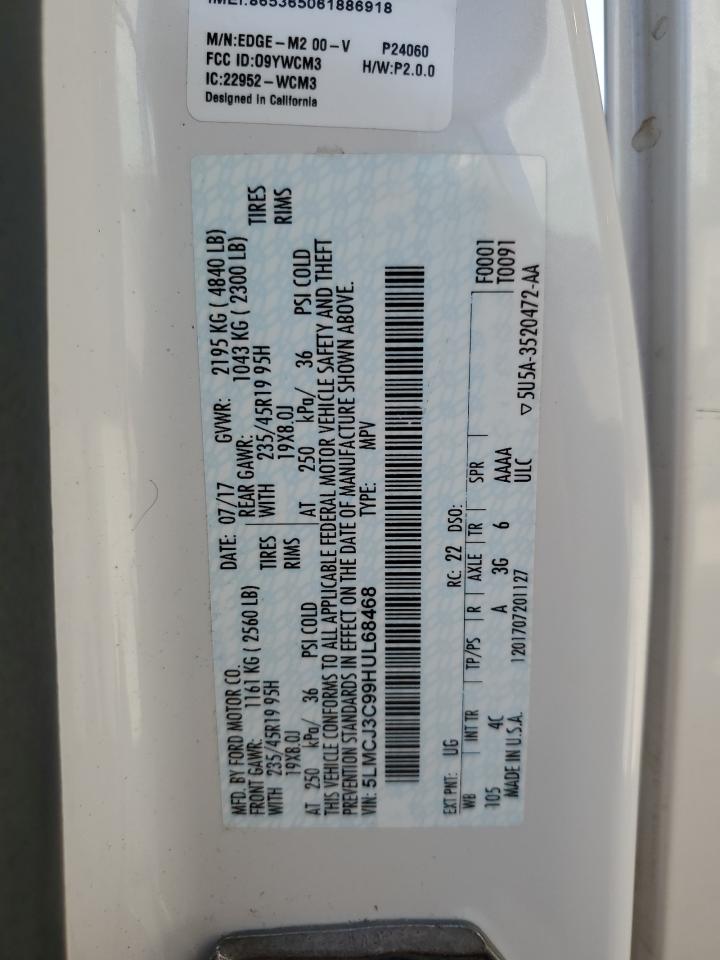 IMEI:865365061886918
M/N:EDGE-M2 00-V P24060
FCC ID:O9YWCM3 H/W:P2.0.0
IC:22952-WCM3
Designed in California
MFD. BY FORD MOTOR CO.
DATE: 07/17 GVWR: 2195 KG ( 4840 LB)
FRONT GAWR: 1161 KG ( 2560 LB) REAR GAWR: 1043 KG ( 2300 LB)
WITH 235/45R19 95H TIRES WITH 235/45R19 95H TIRES
19X8.0J RIMS 19X8.0J RIMS
AT 250 kPa/ 36 PSI COLD AT 250 kPa/ 36 PSI COLD
THIS VEHICLE CONFORMS TO ALL APPLICABLE FEDERAL MOTOR VEHICLE SAFETY AND THEFT
PREVENTION STANDARDS IN EFFECT ON THE DATE OF MANUFACTURE SHOWN ABOVE.
VIN: 5LMCJ3C99HUL68468 TYPE: MPV
EXT PNT: UG RC: 22 DSO:
WB INT TR TP/PS R AXLE TR SPR F0001
105 4C A 3G 6 AAAA T0091
MADE IN U.S.A. 1201707201127 ULC
▽5U5A-3520472-AA